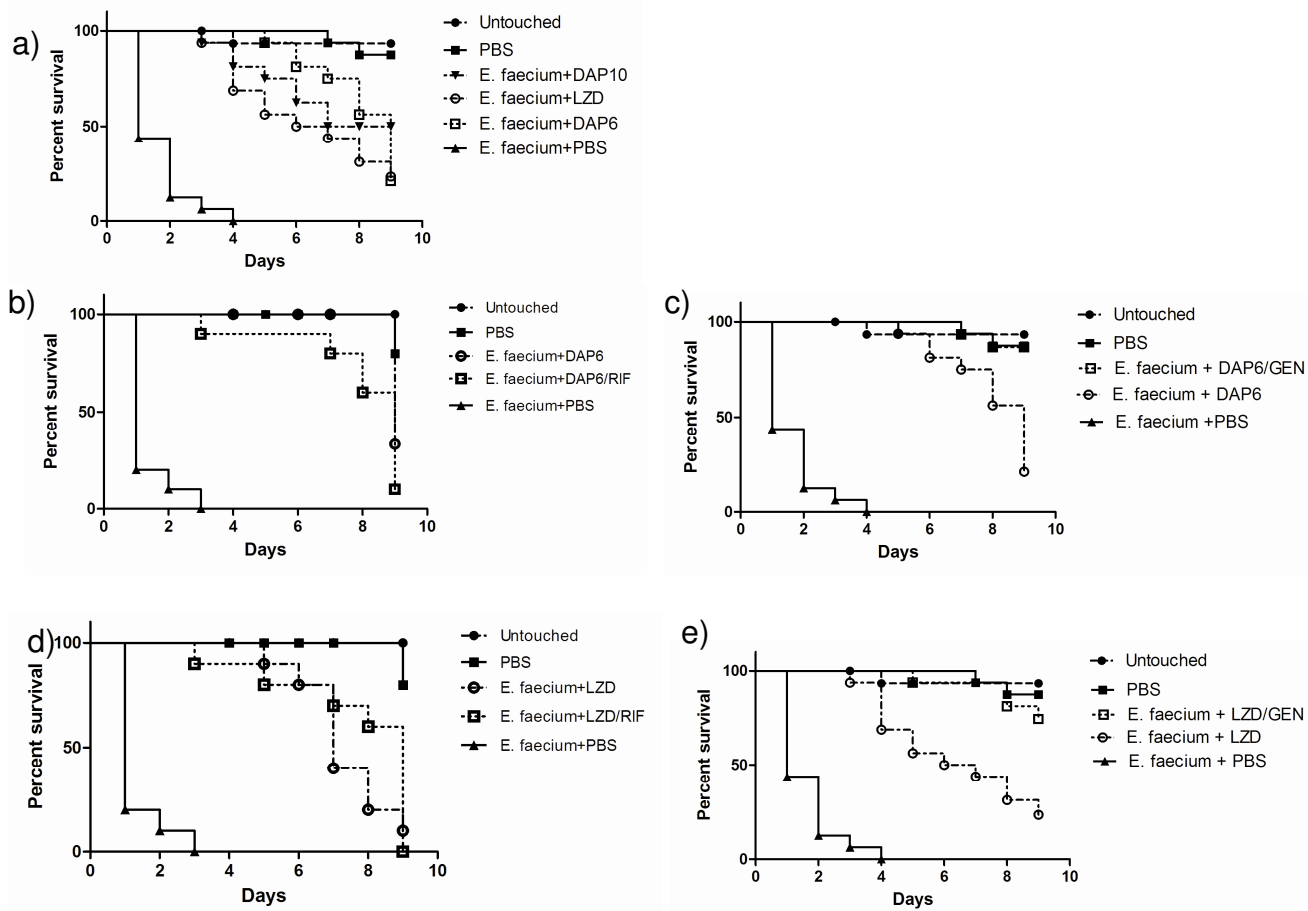 a)
Percent survival
100
50
0
0 2 4 6 8 10
Days
Untouched
PBS
E. faecium+DAP10
E. faecium+LZD
E. faecium+DAP6
E. faecium+PBS
b)
Percent survival
100
50
0
0 2 4 6 8 10
Days
Untouched
PBS
E. faecium+DAP6
E. faecium+DAP6/RIF
E. faecium+PBS
c)
Percent survival
100
50
0
0 2 4 6 8 10
Days
Untouched
PBS
E. faecium + DAP6/GEN
E. faecium + DAP6
E. faecium +PBS
d)
Percent survival
100
50
0
0 2 4 6 8 10
Days
Untouched
PBS
E. faecium+LZD
E. faecium+LZD/RIF
E. faecium+PBS
e)
Percent survival
100
50
0
0 2 4 6 8 10
Days
Untouched
PBS
E. faecium + LZD/GEN
E. faecium + LZD
E. faecium + PBS